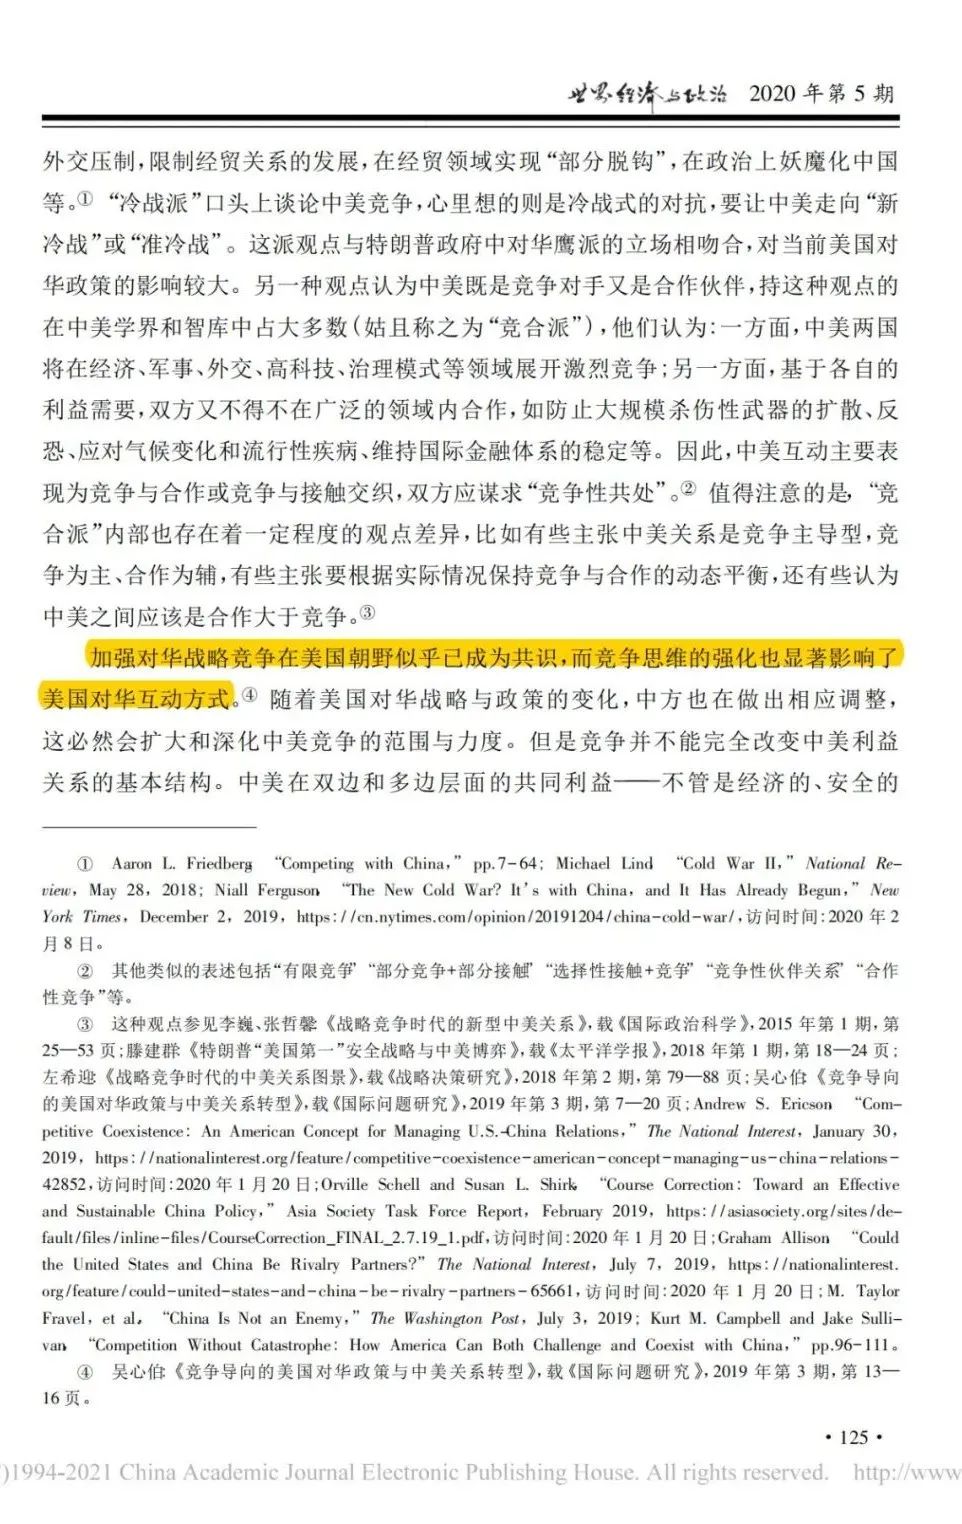 世界经济与政治 2020 年第 5 期
外交压制,限制经贸关系的发展,在经贸领域实现“部分脱钩”,在政治上妖魔化中国
等。① “冷战派”口头上谈论中美竞争,心里想的则是冷战式的对抗,要让中美走向“新
冷战”或“准冷战”。这派观点与特朗普政府中对华鹰派的立场相吻合,对当前美国对
华政策的影响较大。另一种观点认为中美既是竞争对手又是合作伙伴,持这种观点的
在中美学界和智库中占大多数(姑且称之为“竞合派”),他们认为:一方面,中美两国
将在经济、军事、外交、高科技、治理模式等领域展开激烈竞争;另一方面,基于各自的
利益需要,双方又不得不在广泛的领域内合作,如防止大规模杀伤性武器的扩散、反
恐、应对气候变化和流行性疾病、维持国际金融体系的稳定等。因此,中美互动主要表
现为竞争与合作或竞争与接触交织,双方应谋求“竞争性共处”。② 值得注意的是,“竞
合派”内部也存在着一定程度的观点差异,比如有些主张中美关系是竞争主导型,竞
争为主、合作为辅,有些主张要根据实际情况保持竞争与合作的动态平衡,还有些认为
中美之间应该是合作大于竞争。③
加强对华战略竞争在美国朝野似乎已成为共识,而竞争思维的强化也显著影响了
美国对华互动方式。④ 随着美国对华战略与政策的变化,中方也在做出相应调整,
这必然会扩大和深化中美竞争的范围与力度。但是竞争并不能完全改变中美利益
关系的基本结构。中美在双边和多边层面的共同利益——不管是经济的、安全的
① Aaron L. Friedberg, “Competing with China,” pp.7-64; Michael Lind, “Cold War II,” National Re-
view, May 28, 2018; Niall Ferguson, “The New Cold War? It's with China, and It Has Already Begun,” New
York Times, December 2, 2019, https://cn.nytimes.com/opinion/20191204/china-cold-war/,访问时间:2020 年 2
月 8 日。
② 其他类似的表述包括“有限竞争”“部分竞争+部分接触”“选择性接触+竞争”“竞争性伙伴关系”“合作
性竞争”等。
③ 这种观点参见李巍、张哲馨:《战略竞争时代的新型中美关系》,载《国际政治科学》,2015 年第 1 期,第
25—53 页;滕建群:《特朗普“美国第一”安全战略与中美博弈》,载《太平洋学报》,2018 年第 1 期,第 18—24 页;
左希迎:《战略竞争时代的中美关系图景》,载《战略决策研究》,2018 年第 2 期,第 79—88 页;吴心伯:《竞争导向
的美国对华政策与中美关系转型》,载《国际问题研究》,2019 年第 3 期,第 7—20 页;Andrew S. Ericson, “Com-
petitive Coexistence: An American Concept for Managing U.S.-China Relations,” The National Interest, January 30,
2019, https://nationalinterest.org/feature/competitive-coexistence-american-concept-managing-us-china-relations-
42852,访问时间:2020 年 1 月 20 日;Orville Schell and Susan L. Shirk, “Course Correction: Toward an Effective
and Sustainable China Policy,” Asia Society Task Force Report, February 2019, https://asiasociety.org/sites/de-
fault/files/inline-files/CourseCorrection_FINAL_2.7.19_1.pdf,访问时间:2020 年 1 月 20 日;Graham Allison, “Could
the United States and China Be Rivalry Partners?” The National Interest, July 7, 2019, https://nationalinterest.
org/feature/could-united-states-and-china-be-rivalry-partners-65661,访问时间:2020 年 1 月 20 日;M. Taylor
Fravel, et al., “China Is Not an Enemy,” The Washington Post, July 3, 2019; Kurt M. Campbell and Jake Sulli-
van, “Competition Without Catastrophe: How America Can Both Challenge and Coexist with China,” pp.96-111。
④ 吴心伯:《竞争导向的美国对华政策与中美关系转型》,载《国际问题研究》,2019 年第 3 期,第 13—
16 页。
· 125 ·
)1994-2021 China Academic Journal Electronic Publishing House. All rights reserved. http://www